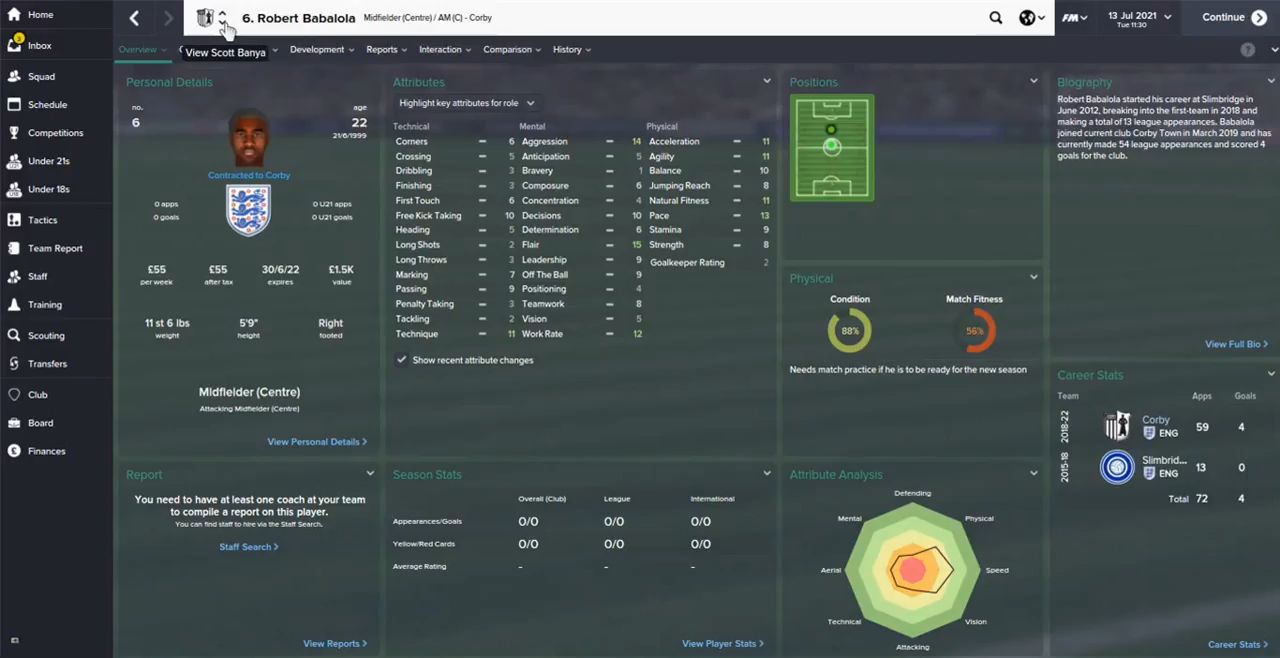 Home
3
Inbox
Squad
Schedule
Competitions
Under 21s
Under 18s
Tactics
Team Report
Staff
Training
Scouting
Transfers
Club
Board
Finances
6. Robert Babalola Midfielder (Centre) / AM (C) - Corby
View Scott Banya
FM
13 Jul 2021
Tue 11:30
Continue
Overview Development Reports Interaction Comparison History
?
Personal Details
no.
6
age
22
21/6/1999
Contracted to Corby
0 apps
0 goals
0 U21 apps
0 U21 goals
£55 £55 30/6/22 £1.5K
per week after tax expires value
11 st 6 lbs 5'9" Right
weight height footed
Midfielder (Centre)
Attacking Midfielder (Centre)
View Personal Details >
Attributes
Highlight key attributes for role
Technical Mental Physical
Corners 6 Aggression 14 Acceleration 11
Crossing 5 Anticipation 5 Agility 11
Dribbling 3 Bravery 1 Balance 10
Finishing 3 Composure 6 Jumping Reach 8
First Touch 6 Concentration 4 Natural Fitness 11
Free Kick Taking 10 Decisions 10 Pace 13
Heading 5 Determination 6 Stamina 9
Long Shots 2 Flair 15 Strength 8
Long Throws 3 Leadership 9 Goalkeeper Rating 2
Marking 7 Off The Ball 9
Passing 9 Positioning 4
Penalty Taking 3 Teamwork 8
Tackling 2 Vision 5
Technique 11 Work Rate 12
Show recent attribute changes
Positions
Physical
Condition Match Fitness
88% 56%
Needs match practice if he is to be ready for the new season
Biography
Robert Babalola started his career at Slimbridge in
June 2012, breaking into the first-team in 2018 and
making a total of 13 league appearances. Babalola
joined current club Corby Town in March 2019 and has
currently made 54 league appearances and scored 4
goals for the club.
View Full Bio >
Career Stats
Team Apps Goals
2018-22 Corby ENG 59 4
2015-18 Slimbrid... ENG 13 0
Total 72 4
Career Stats >
Report
You need to have at least one coach at your team
to compile a report on this player.
You can find staff to hire via the Staff Search.
Staff Search >
View Reports >
Season Stats
Overall (Club) League International
Appearances/Goals 0/0 0/0 0/0
Yellow/Red Cards 0/0 0/0 0/0
Average Rating - - -
View Player Stats >
Attribute Analysis
Defending
Mental Physical
Aerial Speed
Technical Vision
Attacking